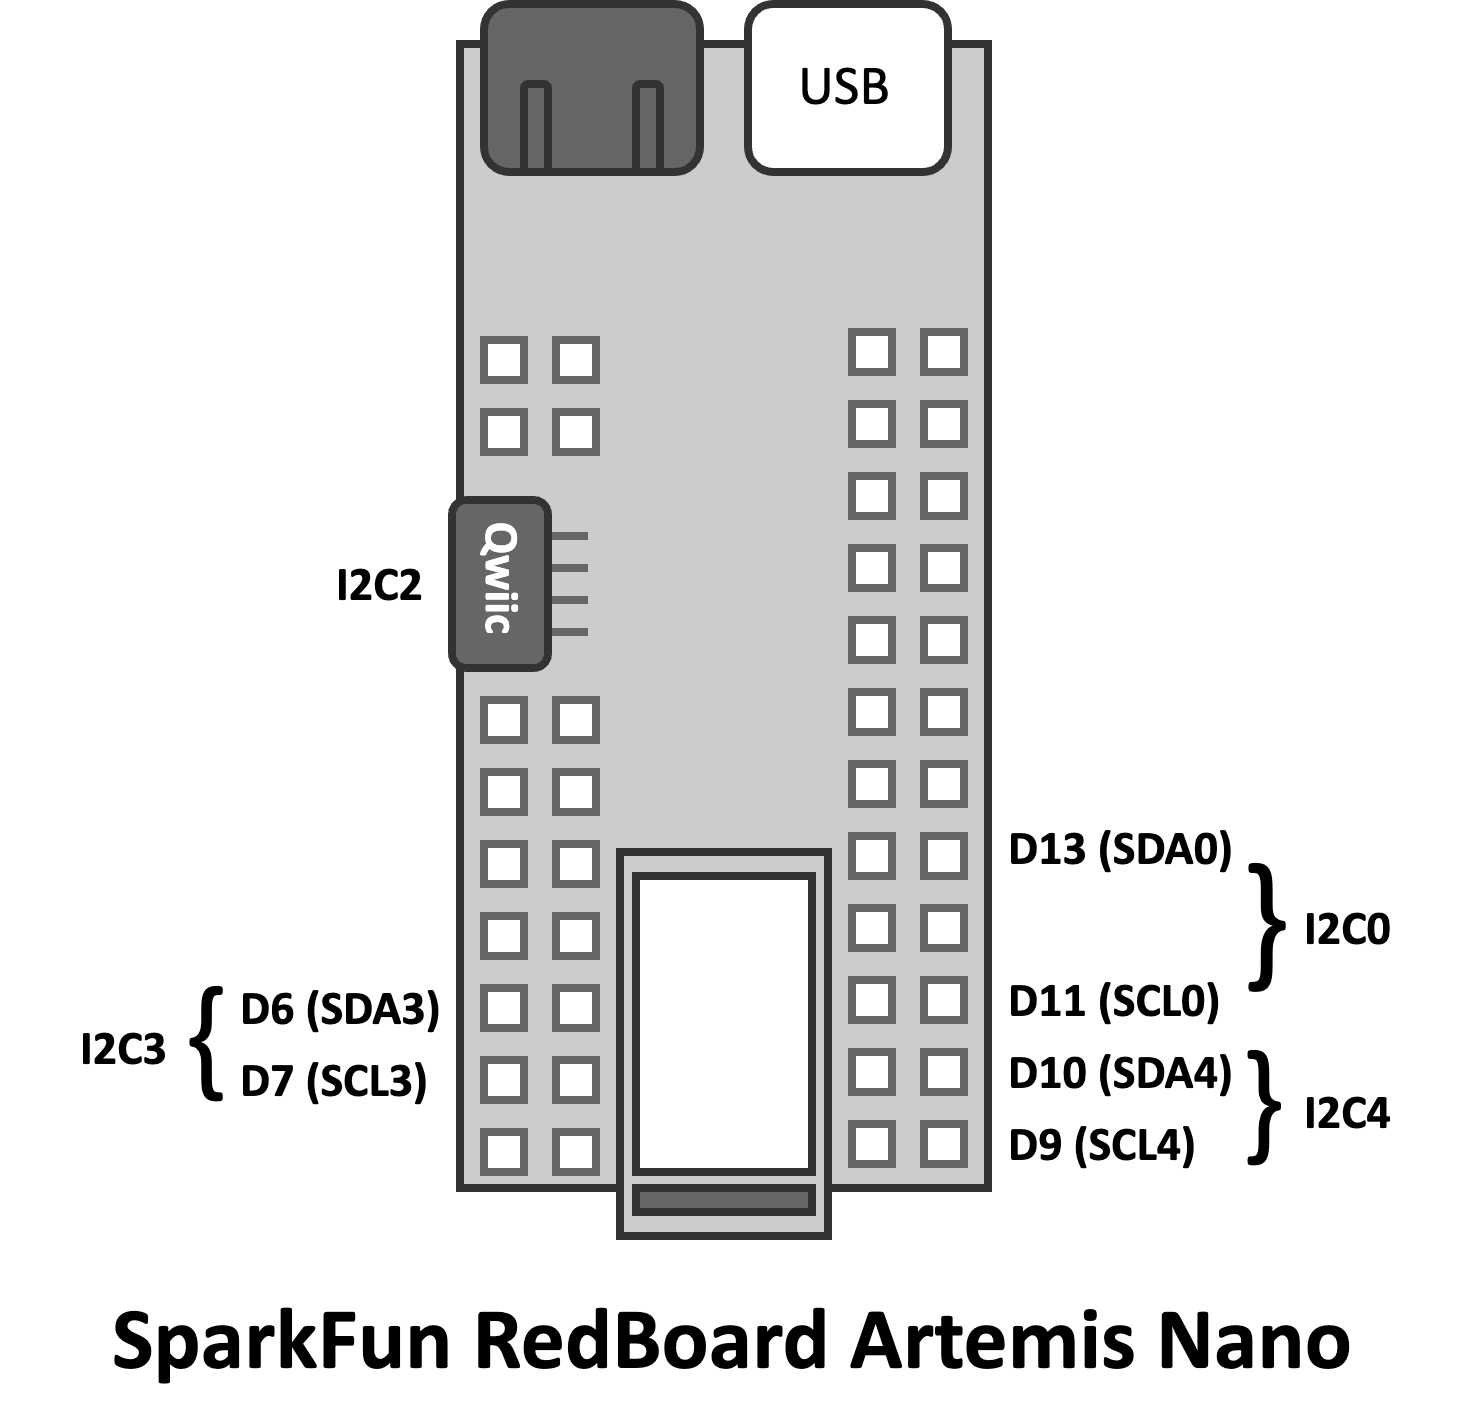 USB
Qwiic
I2C2
D13 (SDA0)
I2C0
D11 (SCL0)
D6 (SDA3)
I2C3
D7 (SCL3)
D10 (SDA4)
I2C4
D9 (SCL4)
SparkFun RedBoard Artemis Nano